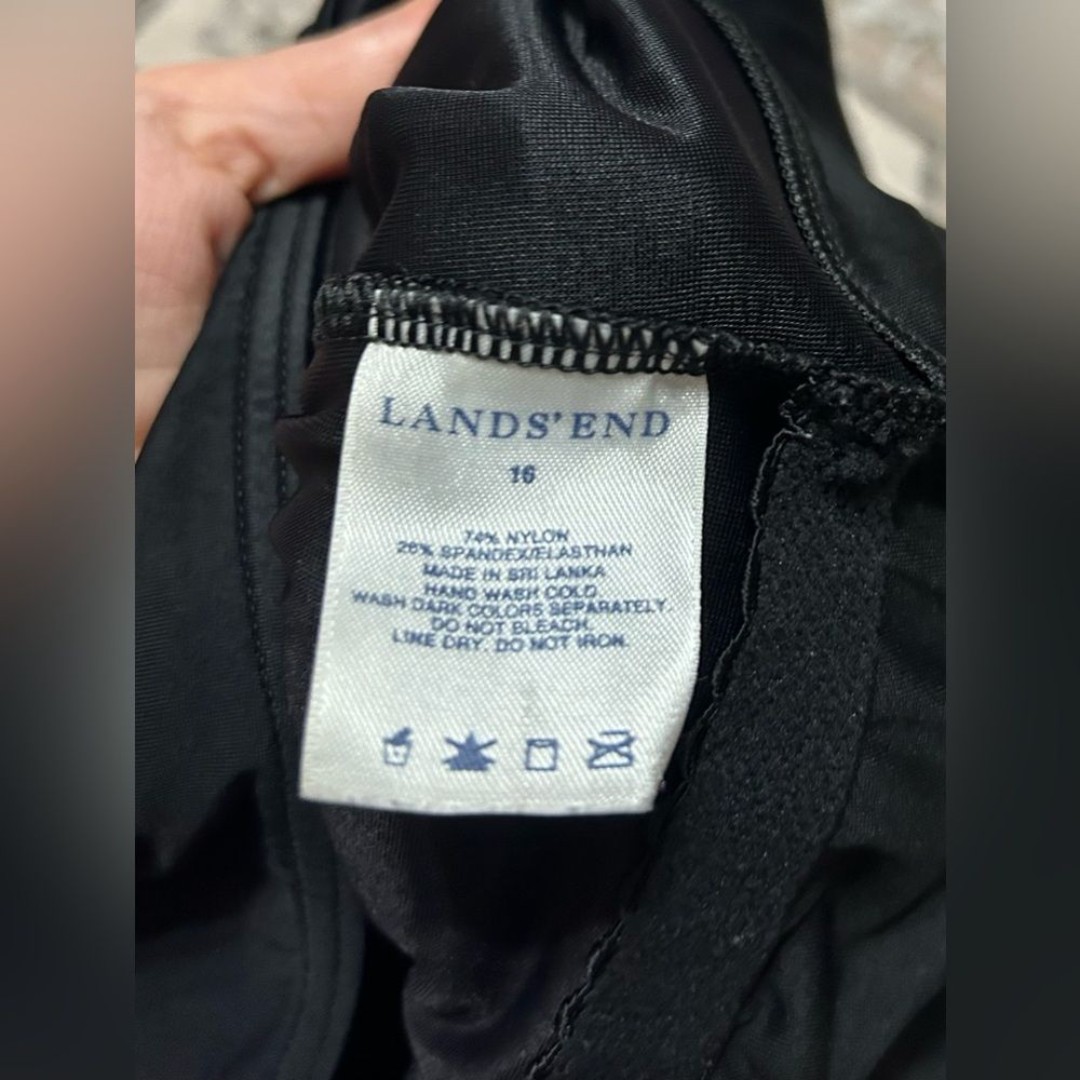 LANDS' END
16
74% NYLON
26% SPANDEX/ELASTHAN
MADE IN SRI LANKA
HAND WASH COLD.
WASH DARK COLORS SEPARATELY.
DO NOT BLEACH.
LINE DRY. DO NOT IRON.